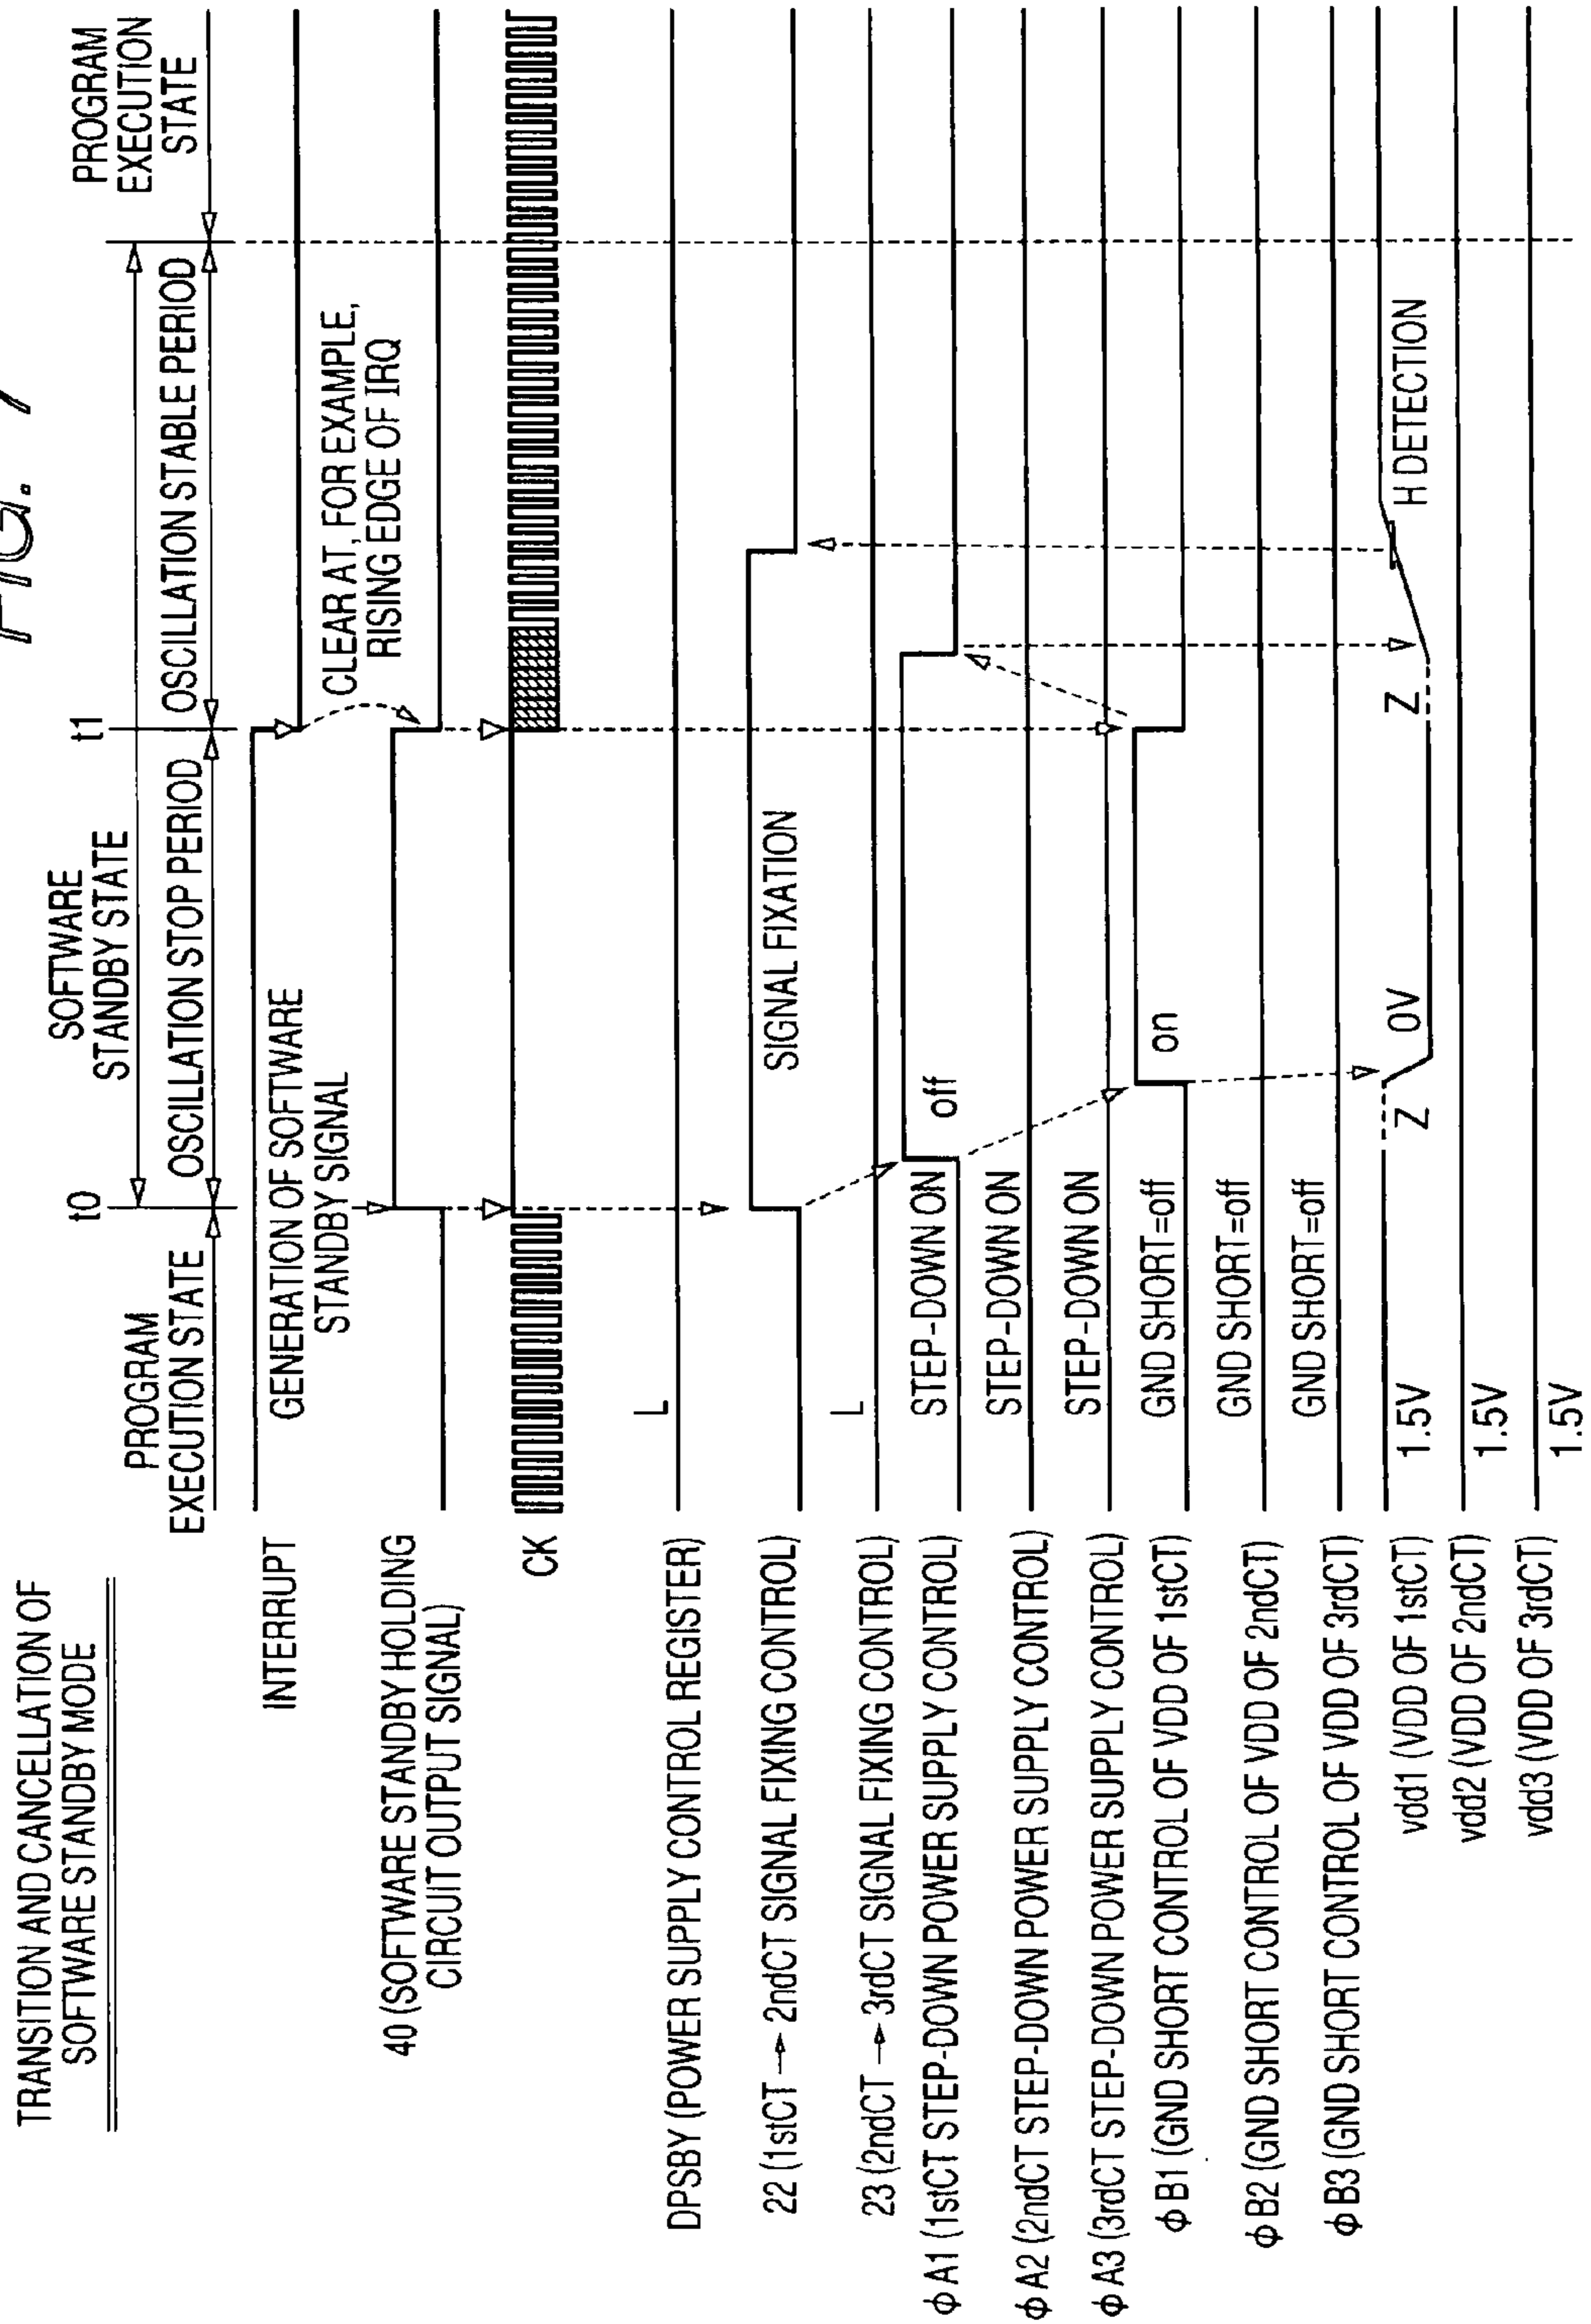 FIG. 7
TRANSITION AND CANCELLATION OF
SOFTWARE STANDBY MODE
PROGRAM
EXECUTION STATE
SOFTWARE
STANDBY STATE
PROGRAM
EXECUTION
STATE
t0
t1
OSCILLATION STOP PERIOD
OSCILLATION STABLE PERIOD
INTERRUPT
GENERATION OF SOFTWARE
STANDBY SIGNAL
CLEAR AT, FOR EXAMPLE,
RISING EDGE OF IRQ
40 (SOFTWARE STANDBY HOLDING
CIRCUIT OUTPUT SIGNAL)
CK
DPSBY (POWER SUPPLY CONTROL REGISTER)
L
22 (1stCT → 2ndCT SIGNAL FIXING CONTROL)
SIGNAL FIXATION
23 (2ndCT → 3rdCT SIGNAL FIXING CONTROL)
L
ϕ A1 (1stCT STEP-DOWN POWER SUPPLY CONTROL)
STEP-DOWN ON
off
ϕ A2 (2ndCT STEP-DOWN POWER SUPPLY CONTROL)
STEP-DOWN ON
ϕ A3 (3rdCT STEP-DOWN POWER SUPPLY CONTROL)
STEP-DOWN ON
ϕ B1 (GND SHORT CONTROL OF VDD OF 1stCT)
GND SHORT=off
on
ϕ B2 (GND SHORT CONTROL OF VDD OF 2ndCT)
GND SHORT=off
ϕ B3 (GND SHORT CONTROL OF VDD OF 3rdCT)
GND SHORT=off
vdd1 (VDD OF 1stCT)
1.5V
Z
0V
Z
H DETECTION
vdd2 (VDD OF 2ndCT)
1.5V
vdd3 (VDD OF 3rdCT)
1.5V